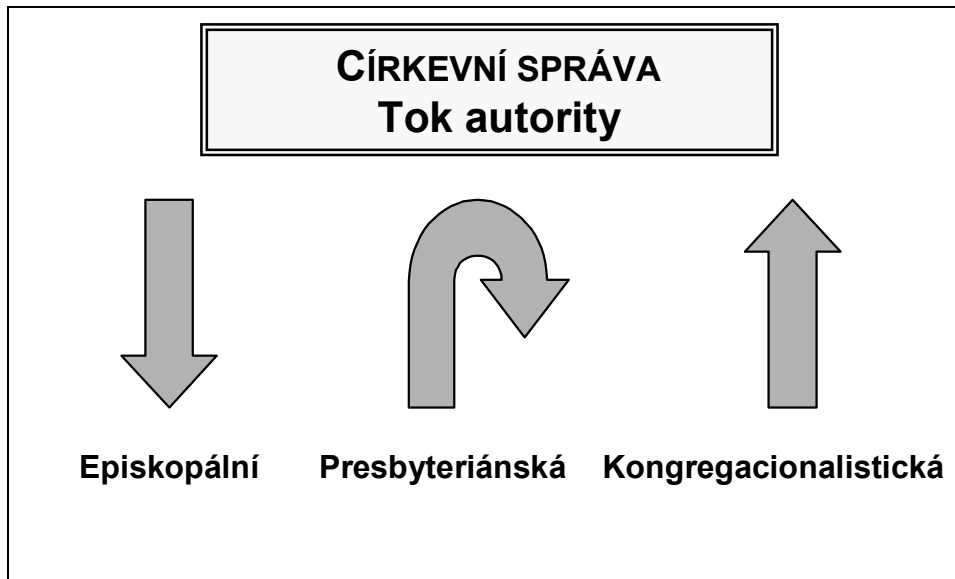 CÍRKEVNÍ SPRÁVA
Tok autority
Episkopální Presbyteriánská Kongregacionalistická